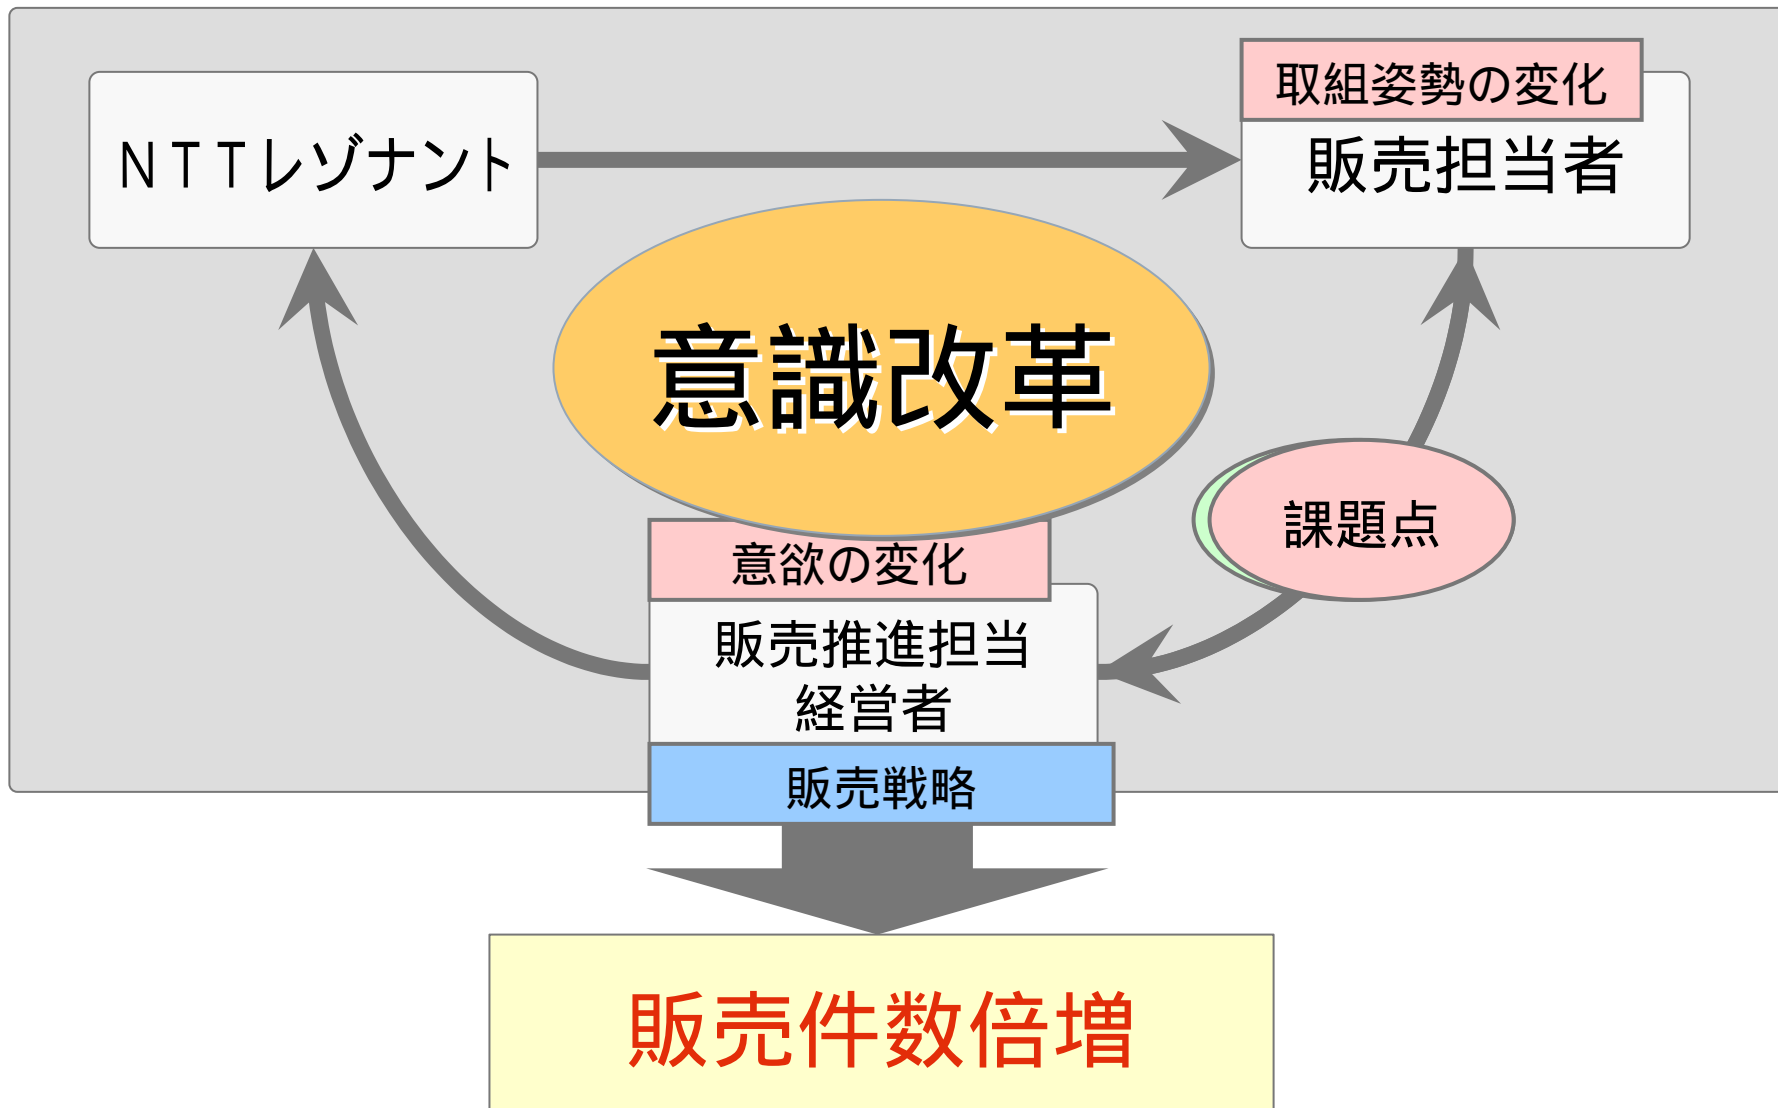 取組姿勢の変化
NTTレゾナント
販売担当者
意識改革
課題点
意欲の変化
販売推進担当
経営者
販売戦略
販売件数倍増